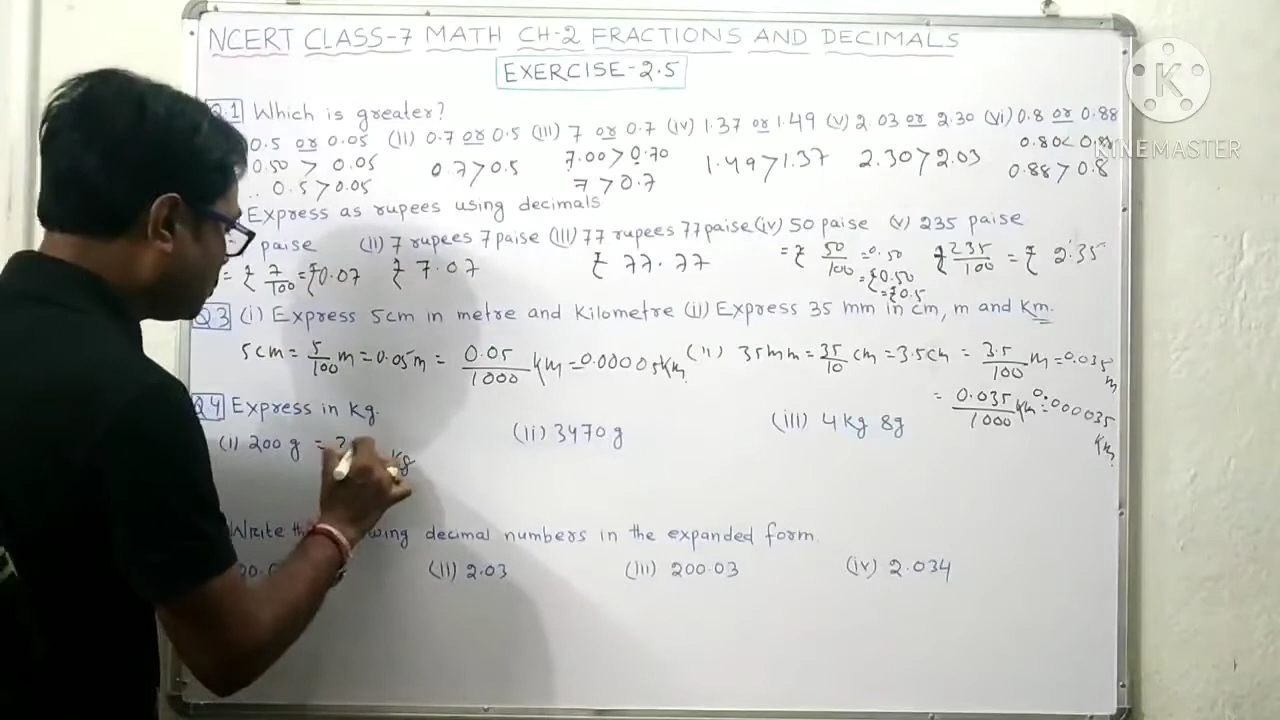 NCERT CLASS-7 MATH CH-2 FRACTIONS AND DECIMALS
EXERCISE-2.5
K
KINEMASTER
Q.1 Which is greater?
0.5 or 0.05 (II) 0.7 or 0.5 (III) 7 or 0.7 (iv) 1.37 or 1.49 (v) 2.03 or 2.30 (vi) 0.8 or 0.88
0.50 > 0.05 0.7 > 0.5 7.00 > 0.70 1.49 > 1.37 2.30 > 2.03 0.80 <
∴ 0.5 > 0.05 7 > 0.7 0.88 > 0.8
Express as rupees using decimals
paise (II) 7 rupees 7 paise (III) 77 rupees 77 paise (iv) 50 paise (v) 235 paise
= ₹ 7/100 = ₹0.07 ₹ 7.07 ₹ 77.77 = ₹ 50/100 = 0.50 ₹ 235/100 = ₹ 2.35
= ₹0.50
= ₹0.5
Q3 (i) Express 5cm in metre and Kilometre (ii) Express 35 mm in cm, m and km
5cm = 5/100 m = 0.05m = 0.05/1000 km = 0.00005km (ii) 35mm = 35/10 cm = 3.5cm = 3.5/100 m = 0.035 m
= 0.035/1000 km = 0.000035 km
Q4 Express in kg.
(i) 200 g = kg (ii) 3470 g (iii) 4kg 8g
Write decimal numbers in the expanded form
(II) 2.03 (III) 200.03 (iv) 2.034